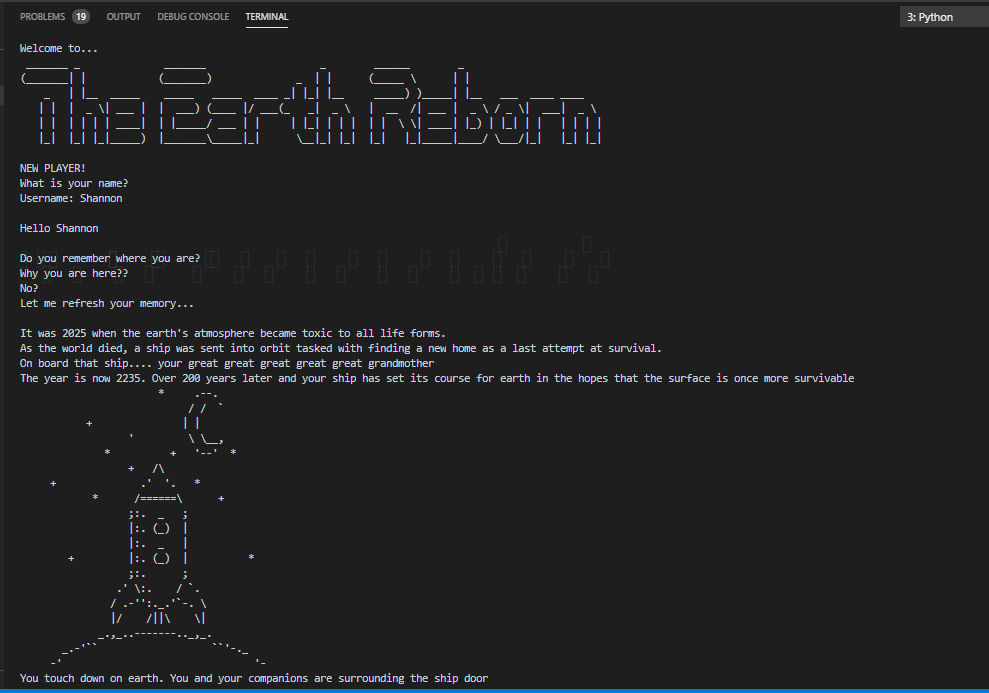 PROBLEMS 19 OUTPUT DEBUG CONSOLE TERMINAL 3: Python
Welcome to...
The Earth Reborn
NEW PLAYER!
What is your name?
Username: Shannon
Hello Shannon
Do you remember where you are?
Why you are here??
No?
Let me refresh your memory...
It was 2025 when the earth's atmosphere became toxic to all life forms.
As the world died, a ship was sent into orbit tasked with finding a new home as a last attempt at survival.
On board that ship.... your great great great great great grandmother
The year is now 2235. Over 200 years later and your ship has set its course for earth in the hopes that the surface is once more survivable
You touch down on earth. You and your companions are surrounding the ship door